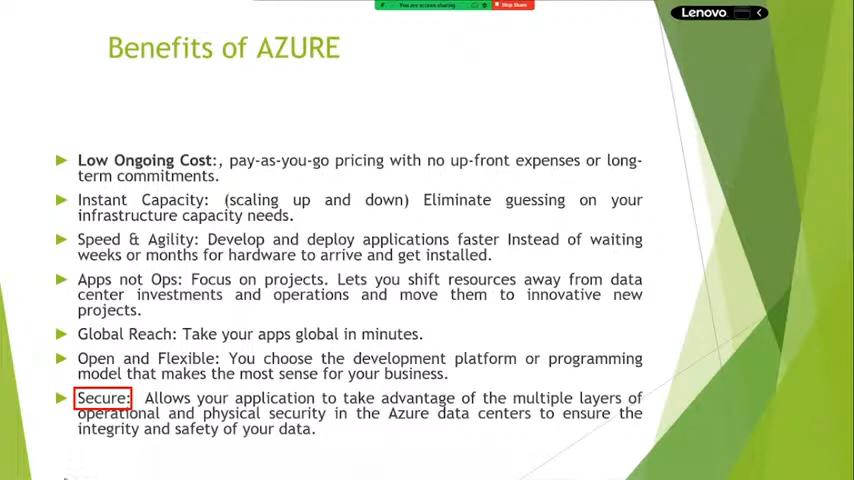 You are screen sharing
Stop Share
Lenovo
Benefits of AZURE
Low Ongoing Cost:, pay-as-you-go pricing with no up-front expenses or long-
term commitments.
Instant Capacity: (scaling up and down) Eliminate guessing on your
infrastructure capacity needs.
Speed & Agility: Develop and deploy applications faster Instead of waiting
weeks or months for hardware to arrive and get installed.
Apps not Ops: Focus on projects. Lets you shift resources away from data
center investments and operations and move them to innovative new
projects.
Global Reach: Take your apps global in minutes.
Open and Flexible: You choose the development platform or programming
model that makes the most sense for your business.
Secure: Allows your application to take advantage of the multiple layers of
operational and physical security in the Azure data centers to ensure the
integrity and safety of your data.